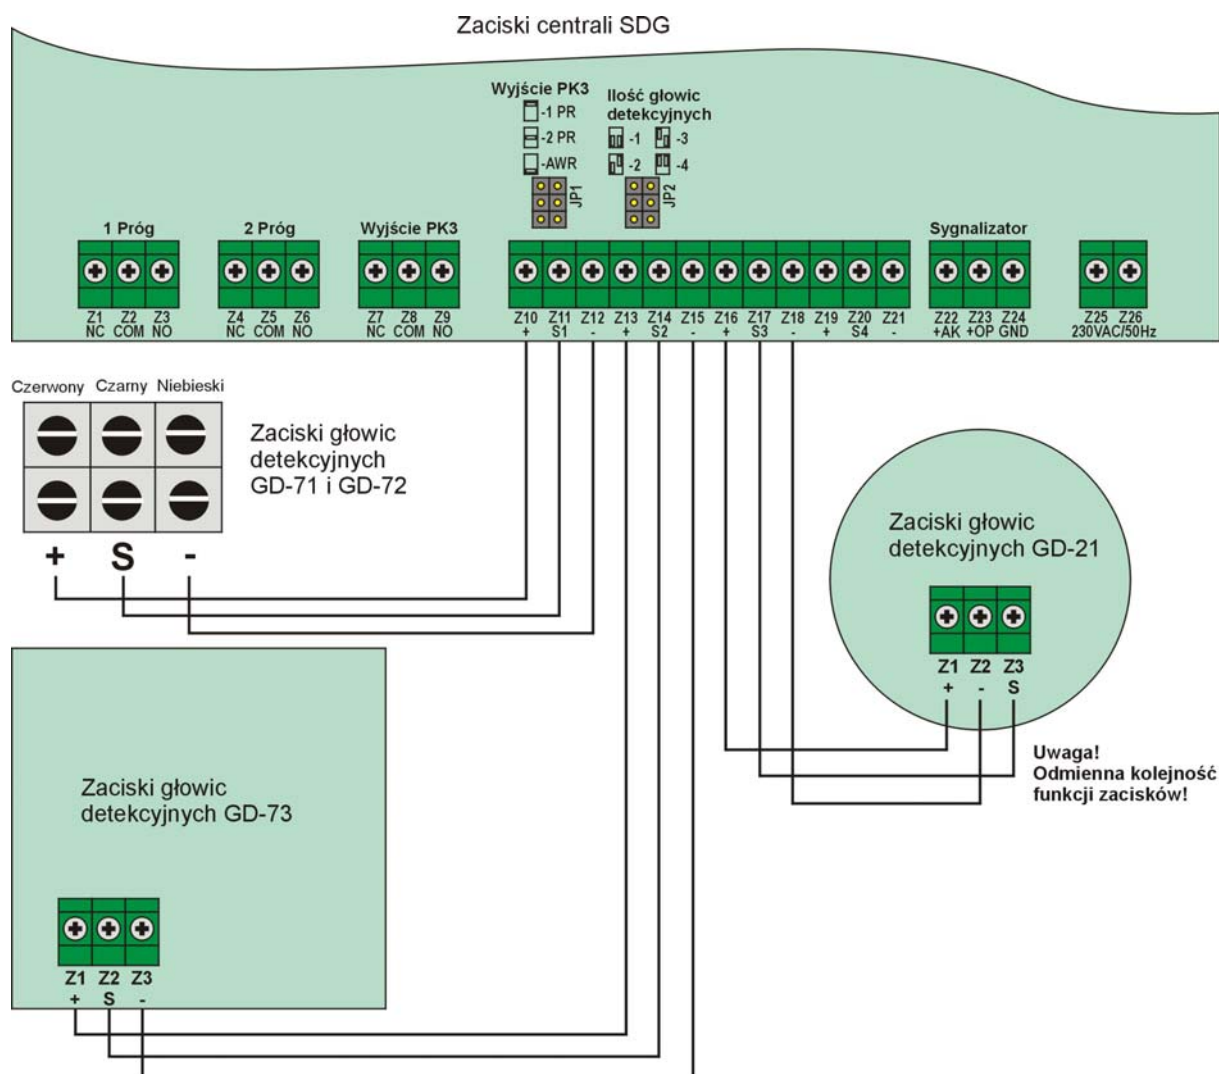 Zaciski centrali SDG
Wyjście PK3
-1 PR
-2 PR
-AWR
JP1
Ilość głowic
detekcyjnych
-1 -3
-2 -4
JP2
1 Próg
2 Próg
Wyjście PK3
Sygnalizator
Z1 Z2 Z3
NC COM NO
Z4 Z5 Z6
NC COM NO
Z7 Z8 Z9
NC COM NO
Z10 Z11 Z12 Z13 Z14 Z15 Z16 Z17 Z18 Z19 Z20 Z21
+ S1 - + S2 - + S3 - + S4 -
Z22 Z23 Z24
+AK +OP GND
Z25 Z26
230VAC/50Hz
Czerwony Czarny Niebieski
Zaciski głowic
detekcyjnych
GD-71 i GD-72
+ S -
Zaciski głowic
detekcyjnych GD-21
Z1 Z2 Z3
+ - S
Uwaga!
Odmienna kolejność
funkcji zacisków!
Zaciski głowic
detekcyjnych GD-73
Z1 Z2 Z3
+ S -